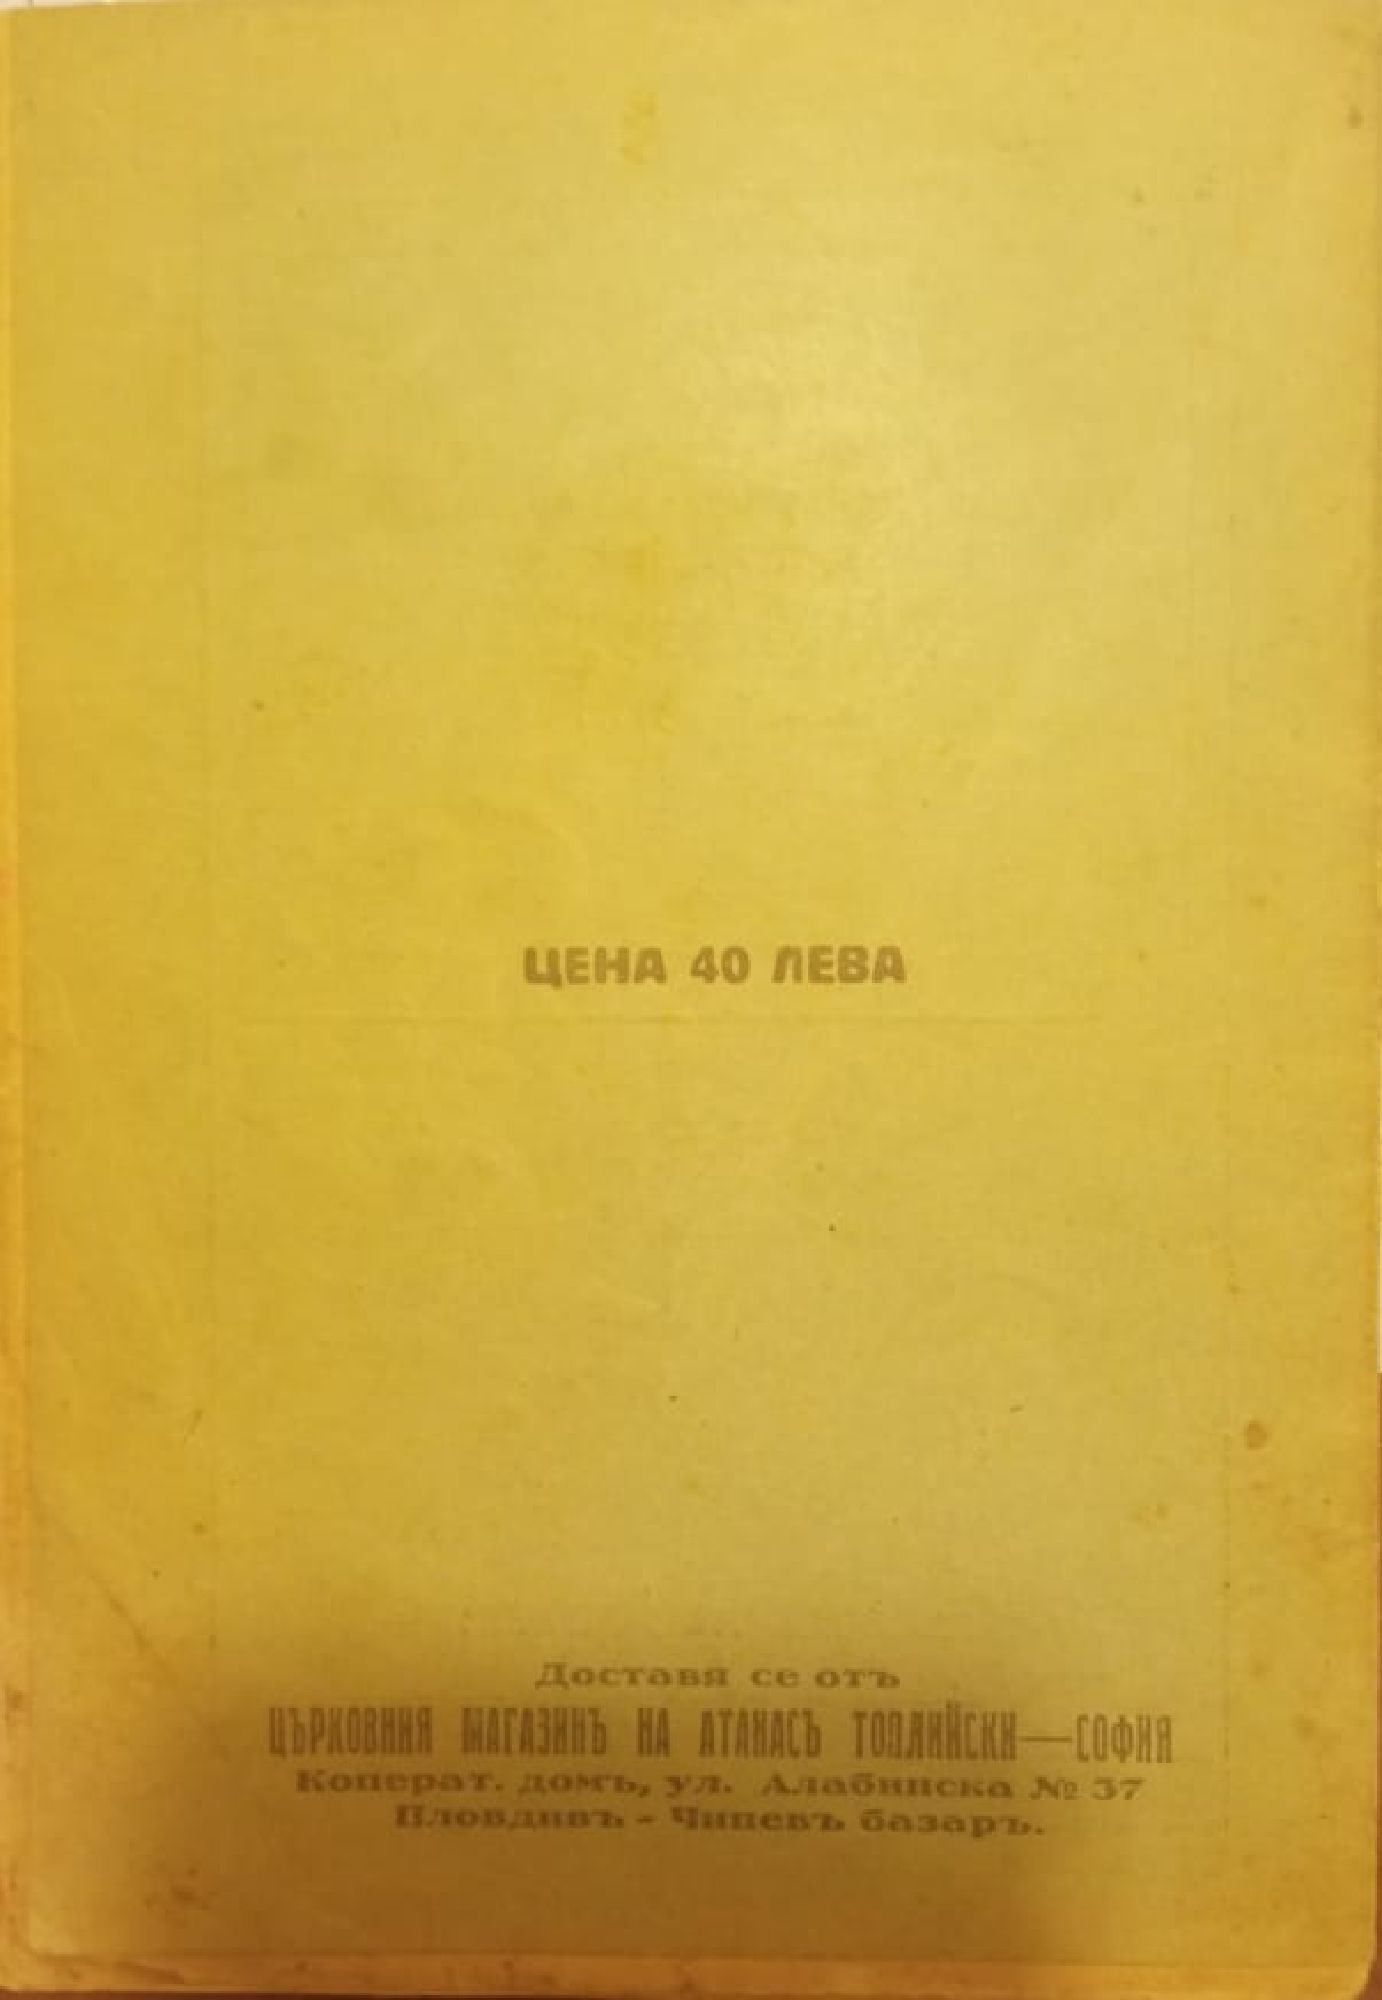 ЦЕНА 40 ЛЕВА
Доставя се отъ
ЦЪРКОВНИЯ МАГАЗИНЪ НА АТАНАСЪ ТОПЛИЙСКИ—СОФИЯ
Коперат. домъ, ул. Алабинска № 37
Пловдивъ - Чипевъ базаръ.